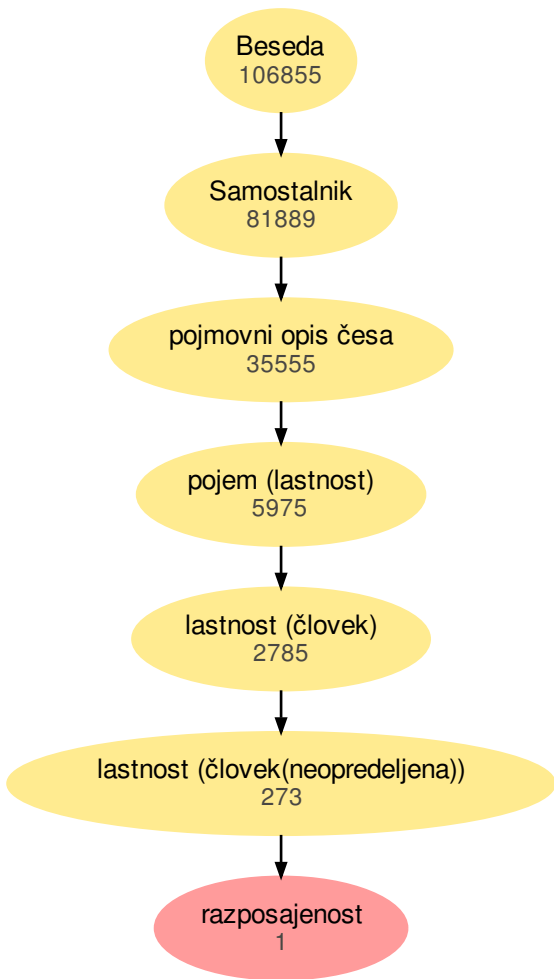 Beseda
106855
Samostalnik
81889
pojmovni opis česa
35555
pojem (lastnost)
5975
lastnost (človek)
2785
lastnost (človek(neopredeljena))
273
razposajenost
1